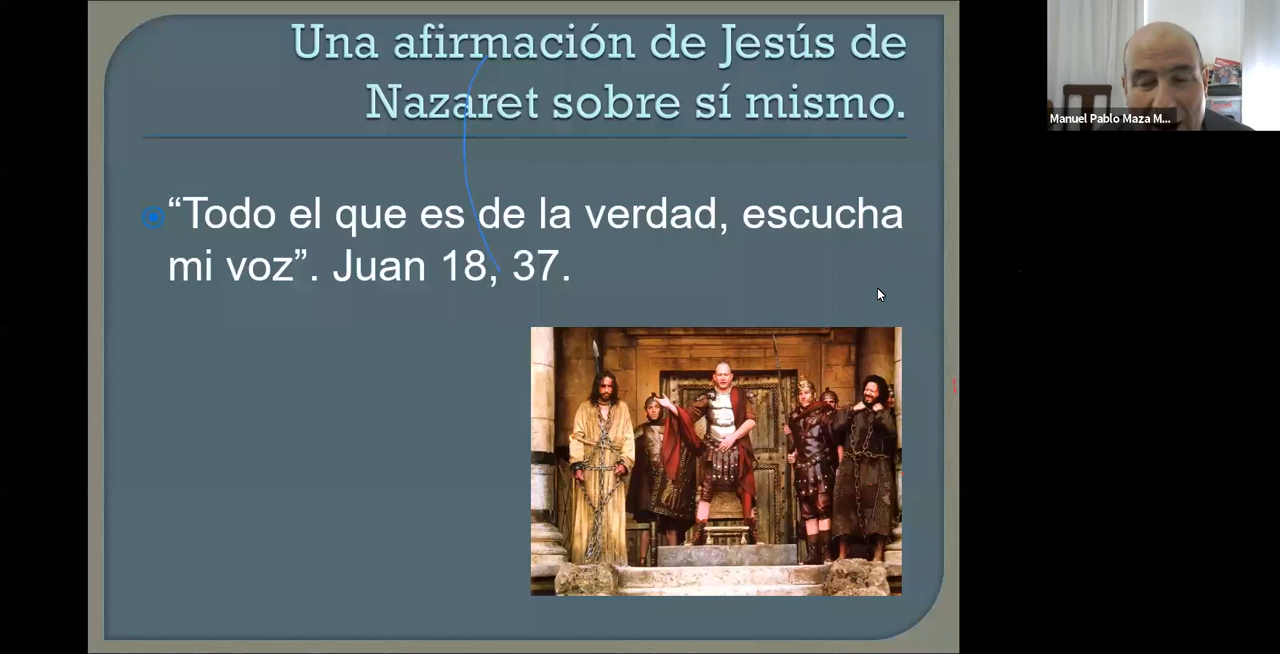 Una afirmación de Jesús de
Nazaret sobre sí mismo.
“Todo el que es de la verdad, escucha
mi voz”. Juan 18, 37.
Manuel Pablo Maza M...